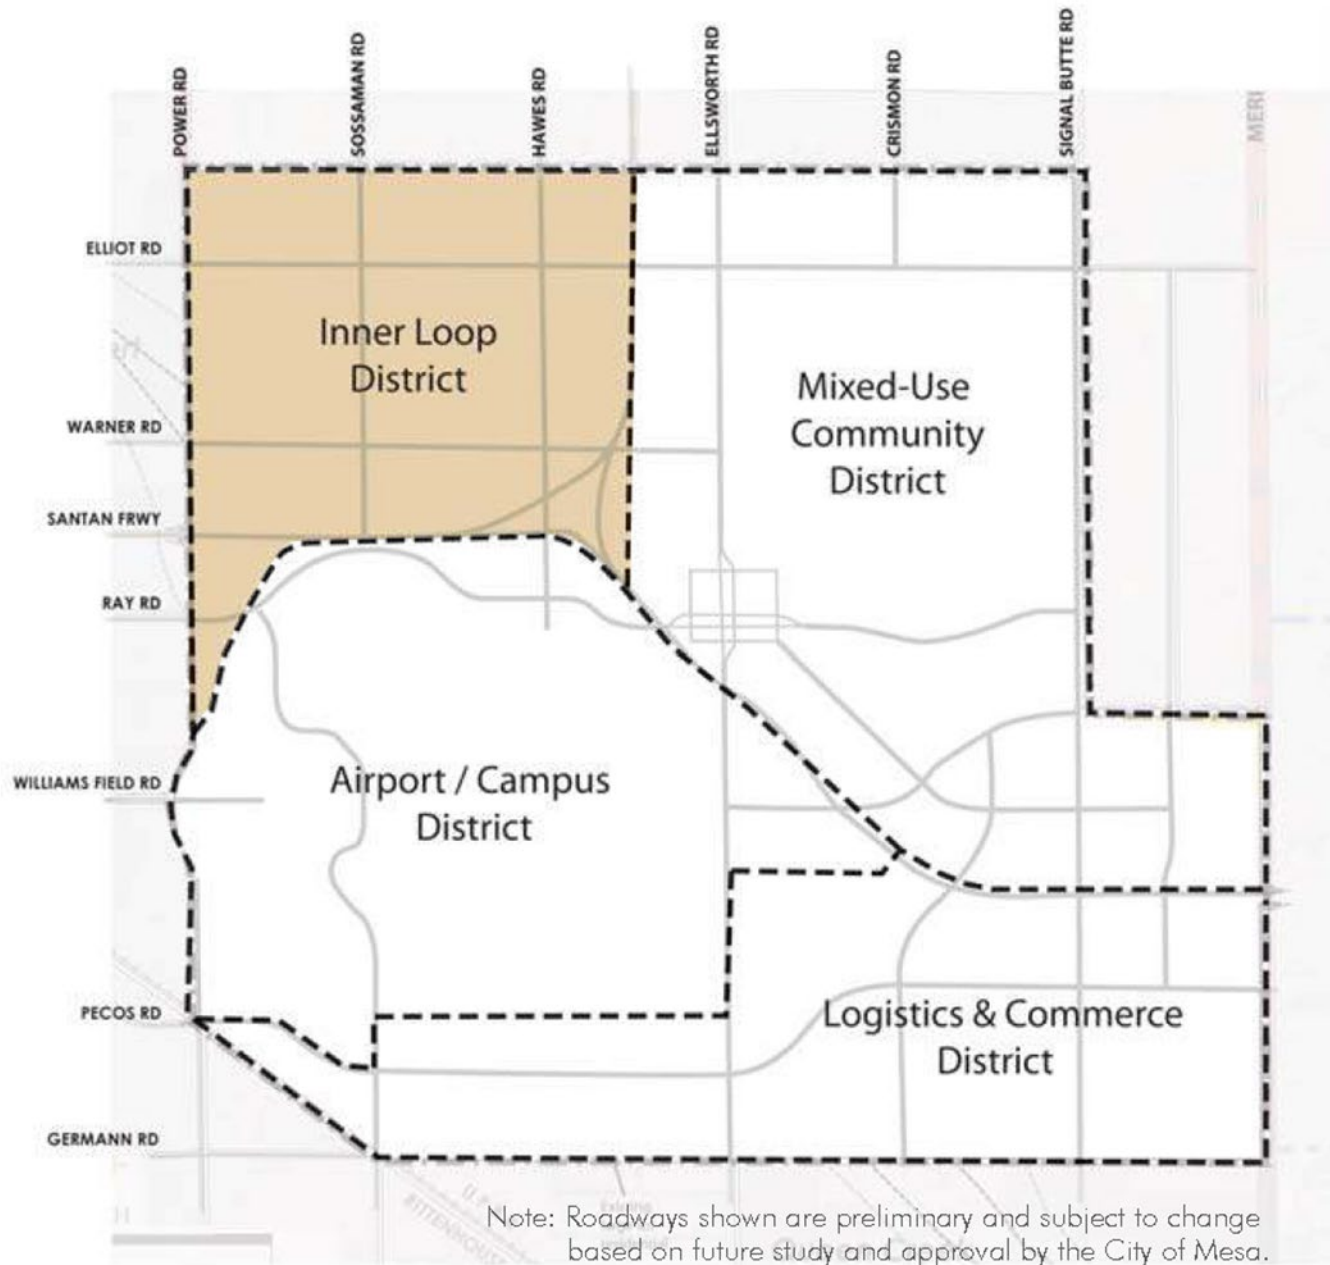 POWER RD
SOSSAMAN RD
HAWES RD
ELLSWORTH RD
CRISMON RD
SIGNAL BUTTE RD
MERI
ELLIOT RD
Inner Loop
District
Mixed-Use
Community
District
WARNER RD
SANTAN FRWY
RAY RD
WILLIAMS FIELD RD
Airport / Campus
District
PECOS RD
Logistics & Commerce
District
GERMANN RD
Note: Roadways shown are preliminary and subject to change
based on future study and approval by the City of Mesa.